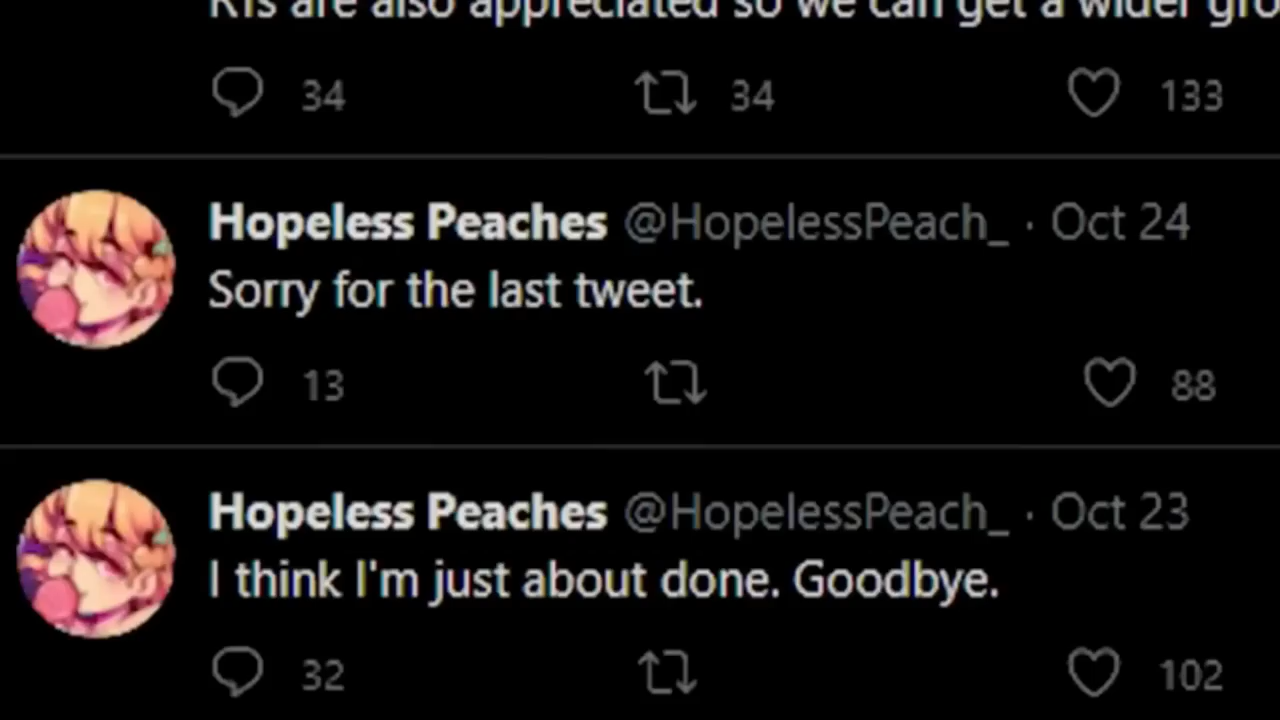 RTs are also appreciated so we can get a wider
34 34 133
Hopeless Peaches @HopelessPeach_ · Oct 24
Sorry for the last tweet.
13 88
Hopeless Peaches @HopelessPeach_ · Oct 23
I think I'm just about done. Goodbye.
32 102